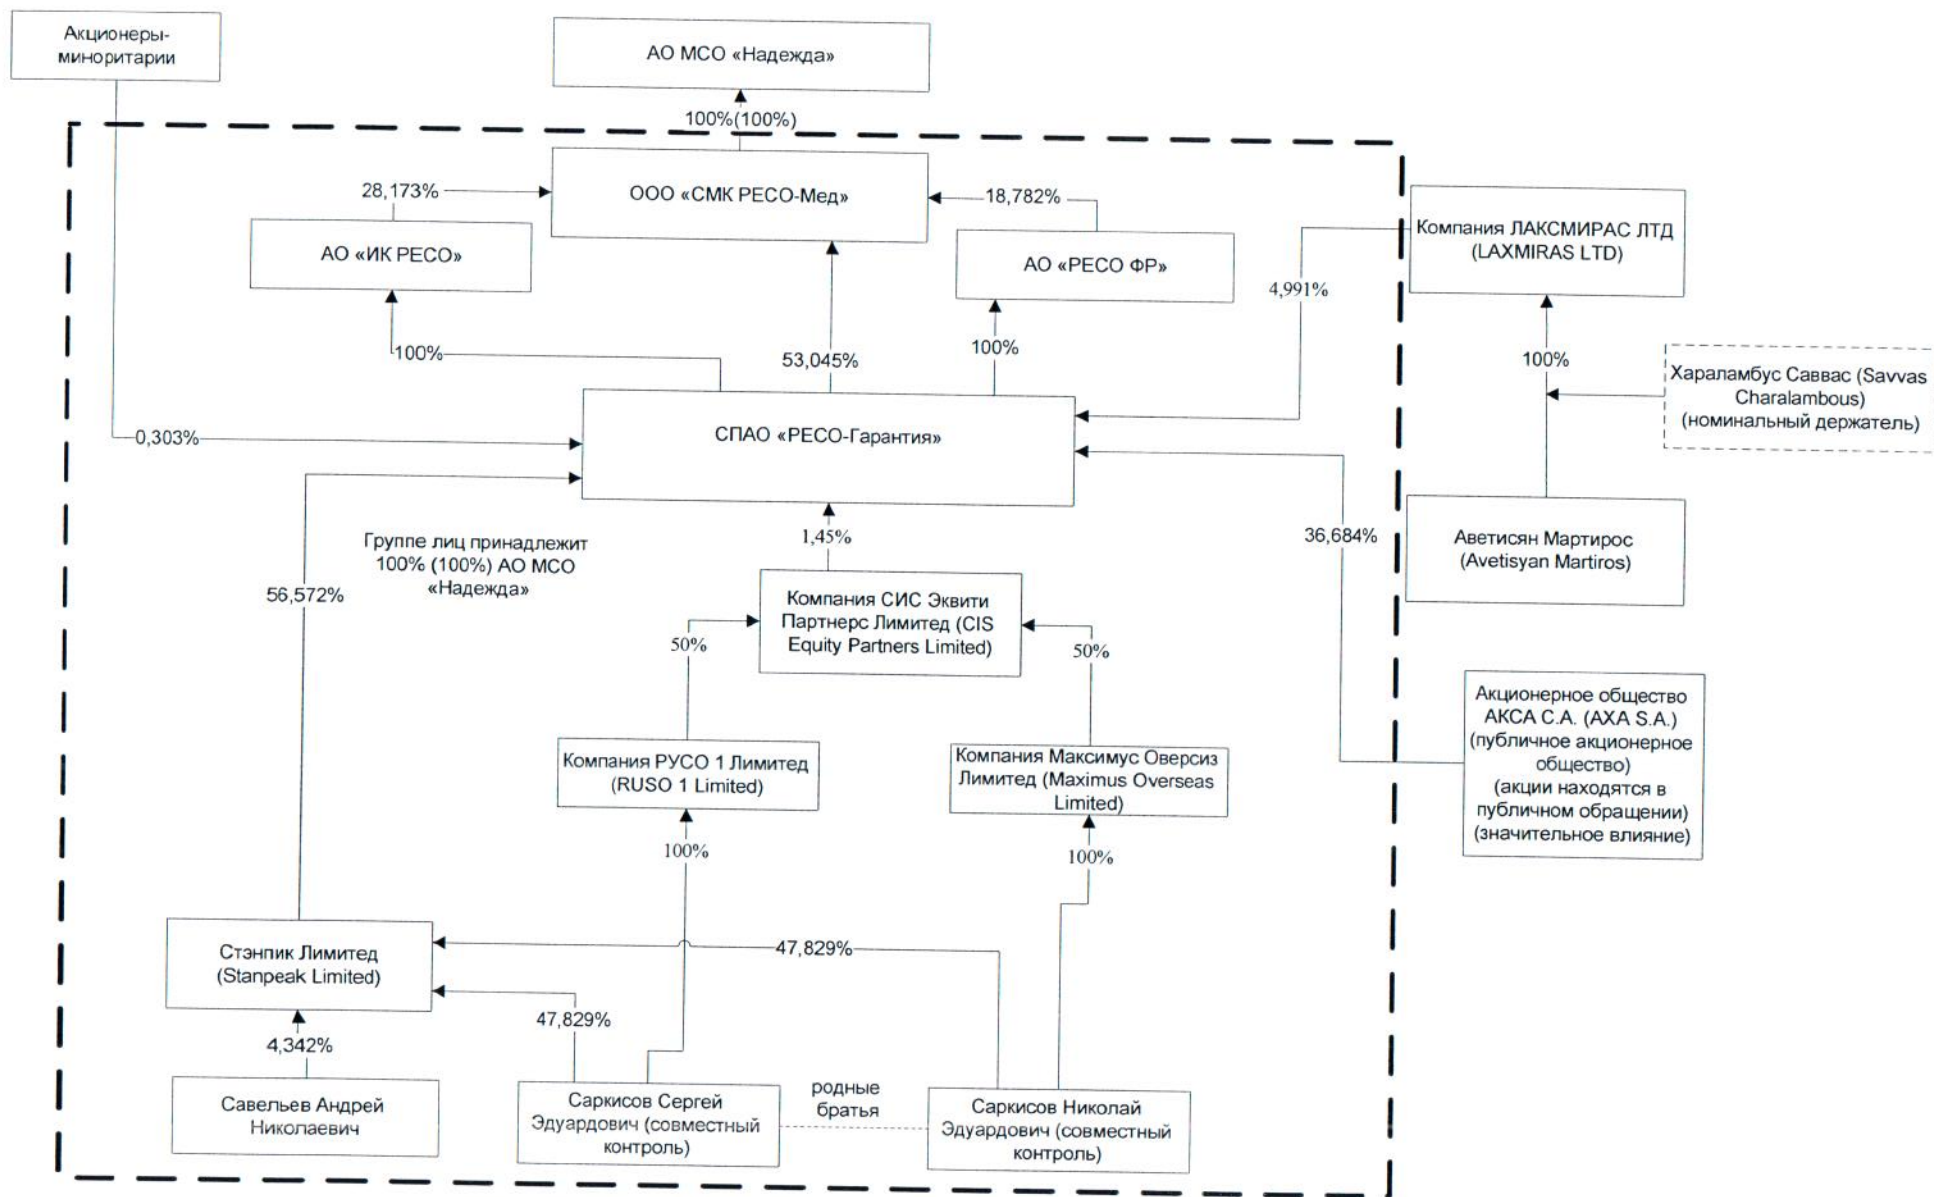 Акционеры-
миноритарии
АО МСО «Надежда»
100%(100%)
ООО «СМК РЕСО-Мед»
28,173%
18,782%
АО «ИК РЕСО»
АО «РЕСО ФР»
Компания ЛАКСМИРАС ЛТД
(LAXMIRAS LTD)
4,991%
100%
53,045%
100%
100%
Хараламбус Саввас (Savvas
Charalambous)
(номинальный держатель)
0,303%
СПАО «РЕСО-Гарантия»
Аветисян Мартирос
(Avetisyan Martiros)
36,684%
1,45%
Группе лиц принадлежит
100% (100%) АО МСО
«Надежда»
56,572%
Компания СИС Эквити
Партнерс Лимитед (CIS
Equity Partners Limited)
50%
50%
Акционерное общество
АКСА С.А. (AXA S.A.)
(публичное акционерное
общество)
(акции находятся в
публичном обращении)
(значительное влияние)
Компания РУСО 1 Лимитед
(RUSO 1 Limited)
Компания Максимус Оверсиз
Лимитед (Maximus Overseas
Limited)
100%
100%
Стэнпик Лимитед
(Stanpeak Limited)
47,829%
47,829%
4,342%
Савельев Андрей
Николаевич
Саркисов Сергей
Эдуардович (совместный
контроль)
родные
братья
Саркисов Николай
Эдуардович (совместный
контроль)